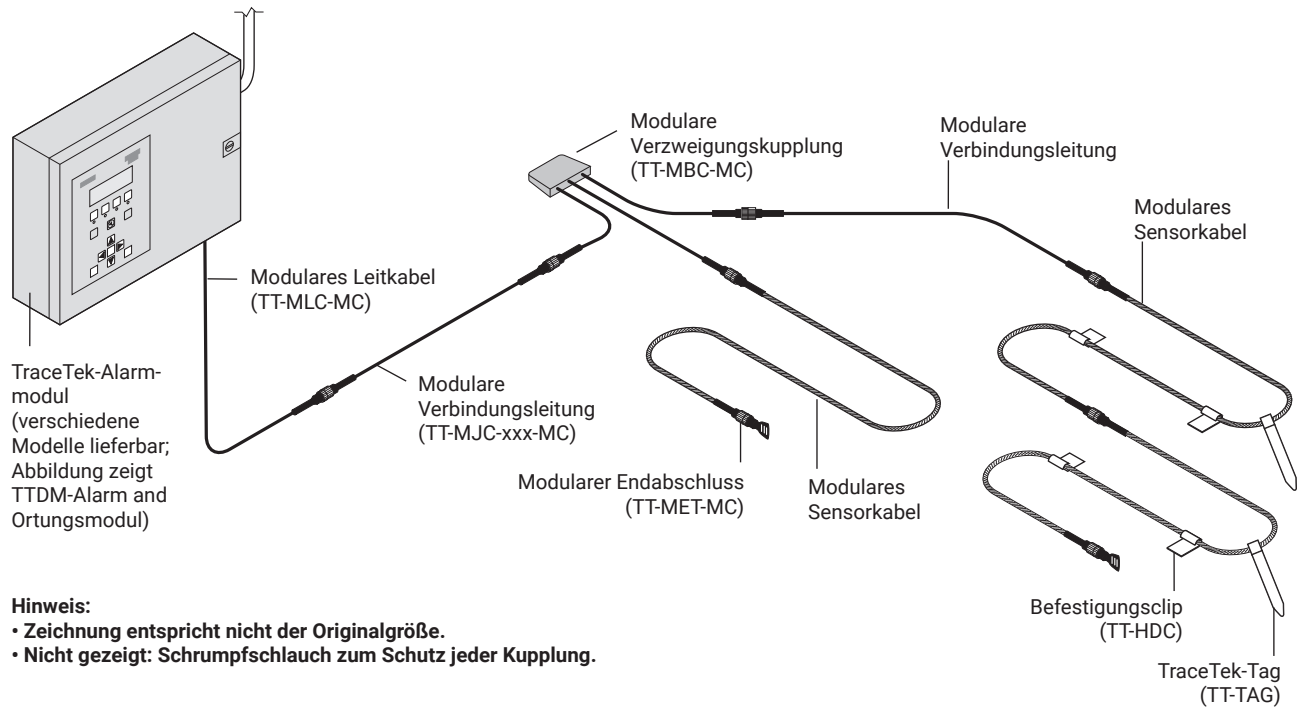 Modulare
Verzweigungskupplung
(TT-MBC-MC)
Modulare
Verbindungsleitung
Modulares
Sensorkabel
Modulares Leitkabel
(TT-MLC-MC)
TraceTek-Alarm-
modul
(verschiedene
Modelle lieferbar;
Abbildung zeigt
TTDM-Alarm and
Ortungsmodul)
Modulare
Verbindungsleitung
(TT-MJC-xxx-MC)
Modularer Endabschluss
(TT-MET-MC)
Modulares
Sensorkabel
Befestigungsclip
(TT-HDC)
TraceTek-Tag
(TT-TAG)
Hinweis:
• Zeichnung entspricht nicht der Originalgröße.
• Nicht gezeigt: Schrumpfschlauch zum Schutz jeder Kupplung.